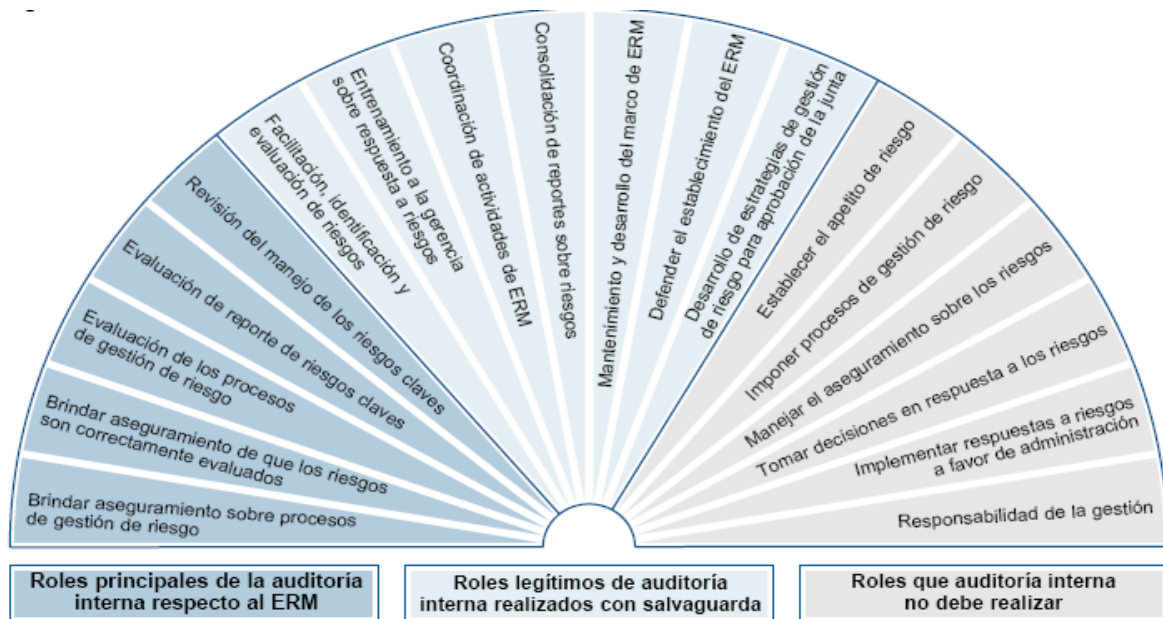 Brindar aseguramiento sobre procesos
de gestión de riesgo
Brindar aseguramiento de que los riesgos
son correctamente evaluados
Evaluación de los procesos
de gestión de riesgo
Evaluación de reporte de riesgos claves
Revisión del manejo de los riesgos claves
Facilitación, identificación y
evaluación de riesgos
Entrenamiento a la gerencia
sobre respuesta a riesgos
Coordinación de actividades de ERM
Consolidación de reportes sobre riesgos
Mantenimiento y desarrollo del marco de ERM
Defender el establecimiento del ERM
Desarrollo de estrategias de gestión
de riesgo para aprobación de la junta
Establecer el apetito de riesgo
Imponer procesos de gestión de riesgo
Manejar el aseguramiento sobre los riesgos
Tomar decisiones en respuesta a los riesgos
Implementar respuestas a riesgos
a favor de administración
Responsabilidad de la gestión
Roles principales de la auditoría
interna respecto al ERM
Roles legítimos de auditoría
interna realizados con salvaguarda
Roles que auditoría interna
no debe realizar